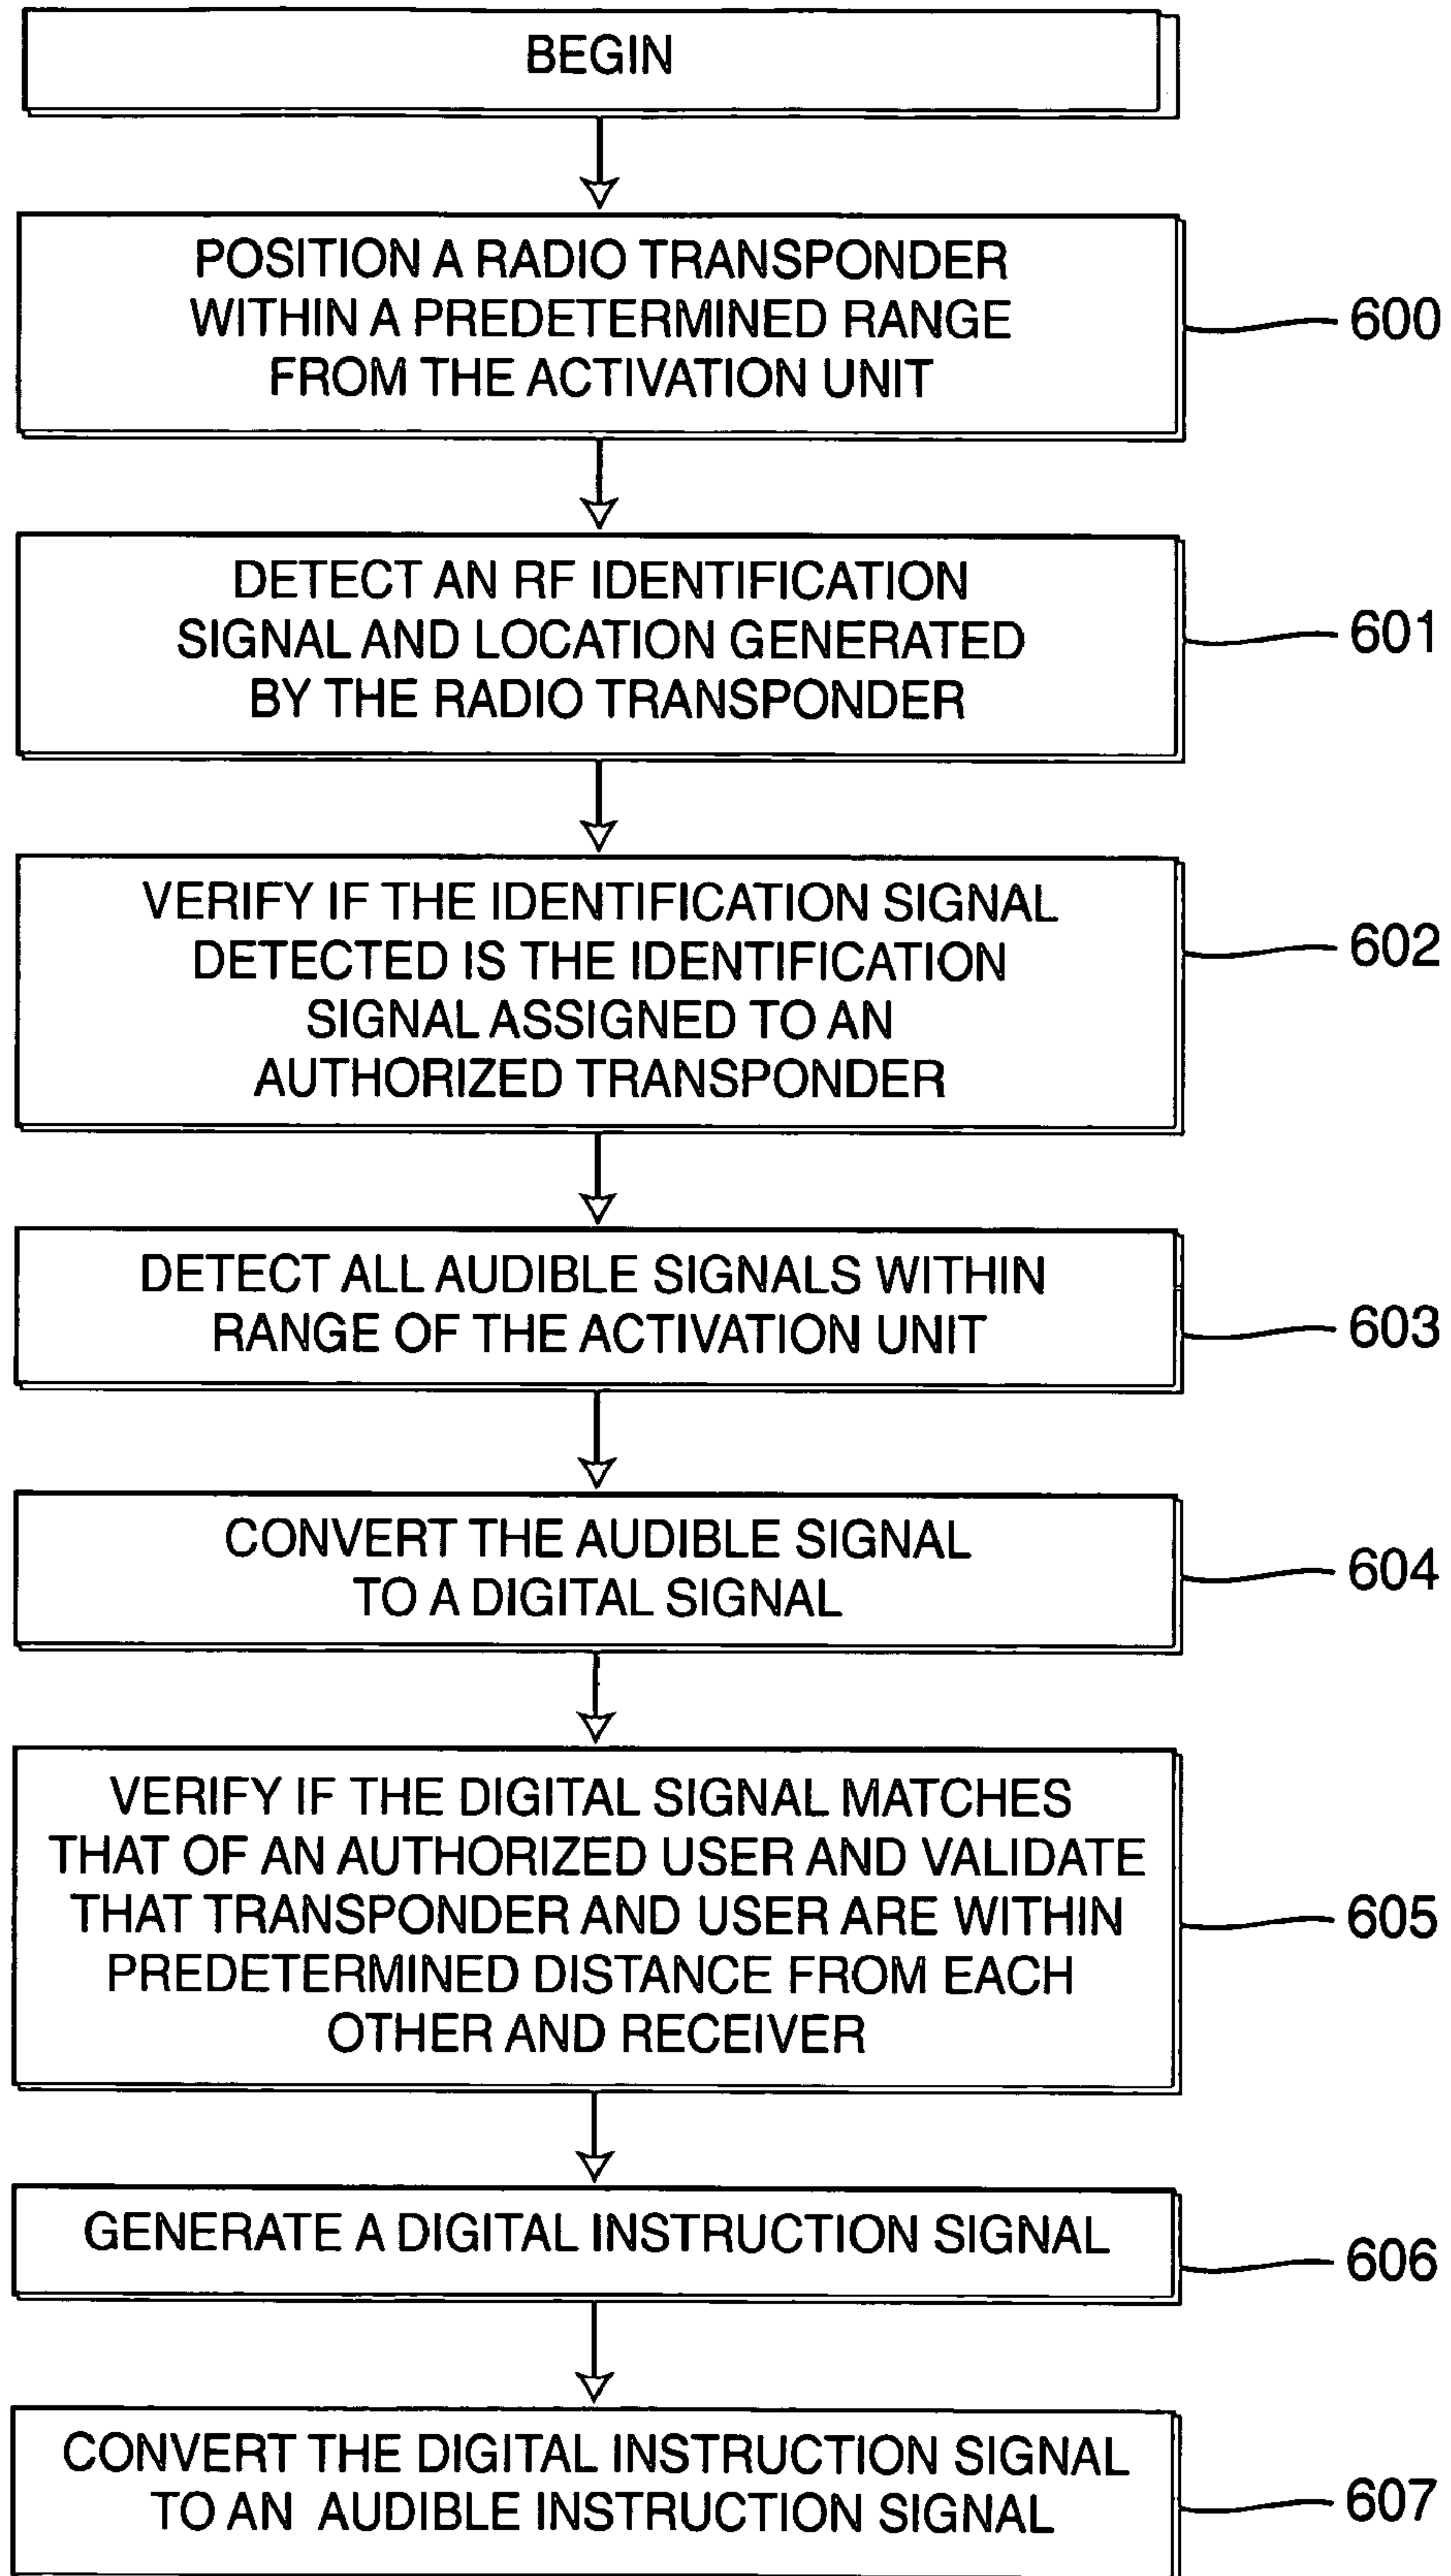 BEGIN
POSITION A RADIO TRANSPONDER
WITHIN A PREDETERMINED RANGE
FROM THE ACTIVATION UNIT
600
DETECT AN RF IDENTIFICATION
SIGNAL AND LOCATION GENERATED
BY THE RADIO TRANSPONDER
601
VERIFY IF THE IDENTIFICATION SIGNAL
DETECTED IS THE IDENTIFICATION
SIGNAL ASSIGNED TO AN
AUTHORIZED TRANSPONDER
602
DETECT ALL AUDIBLE SIGNALS WITHIN
RANGE OF THE ACTIVATION UNIT
603
CONVERT THE AUDIBLE SIGNAL
TO A DIGITAL SIGNAL
604
VERIFY IF THE DIGITAL SIGNAL MATCHES
THAT OF AN AUTHORIZED USER AND VALIDATE
THAT TRANSPONDER AND USER ARE WITHIN
PREDETERMINED DISTANCE FROM EACH
OTHER AND RECEIVER
605
GENERATE A DIGITAL INSTRUCTION SIGNAL
606
CONVERT THE DIGITAL INSTRUCTION SIGNAL
TO AN AUDIBLE INSTRUCTION SIGNAL
607